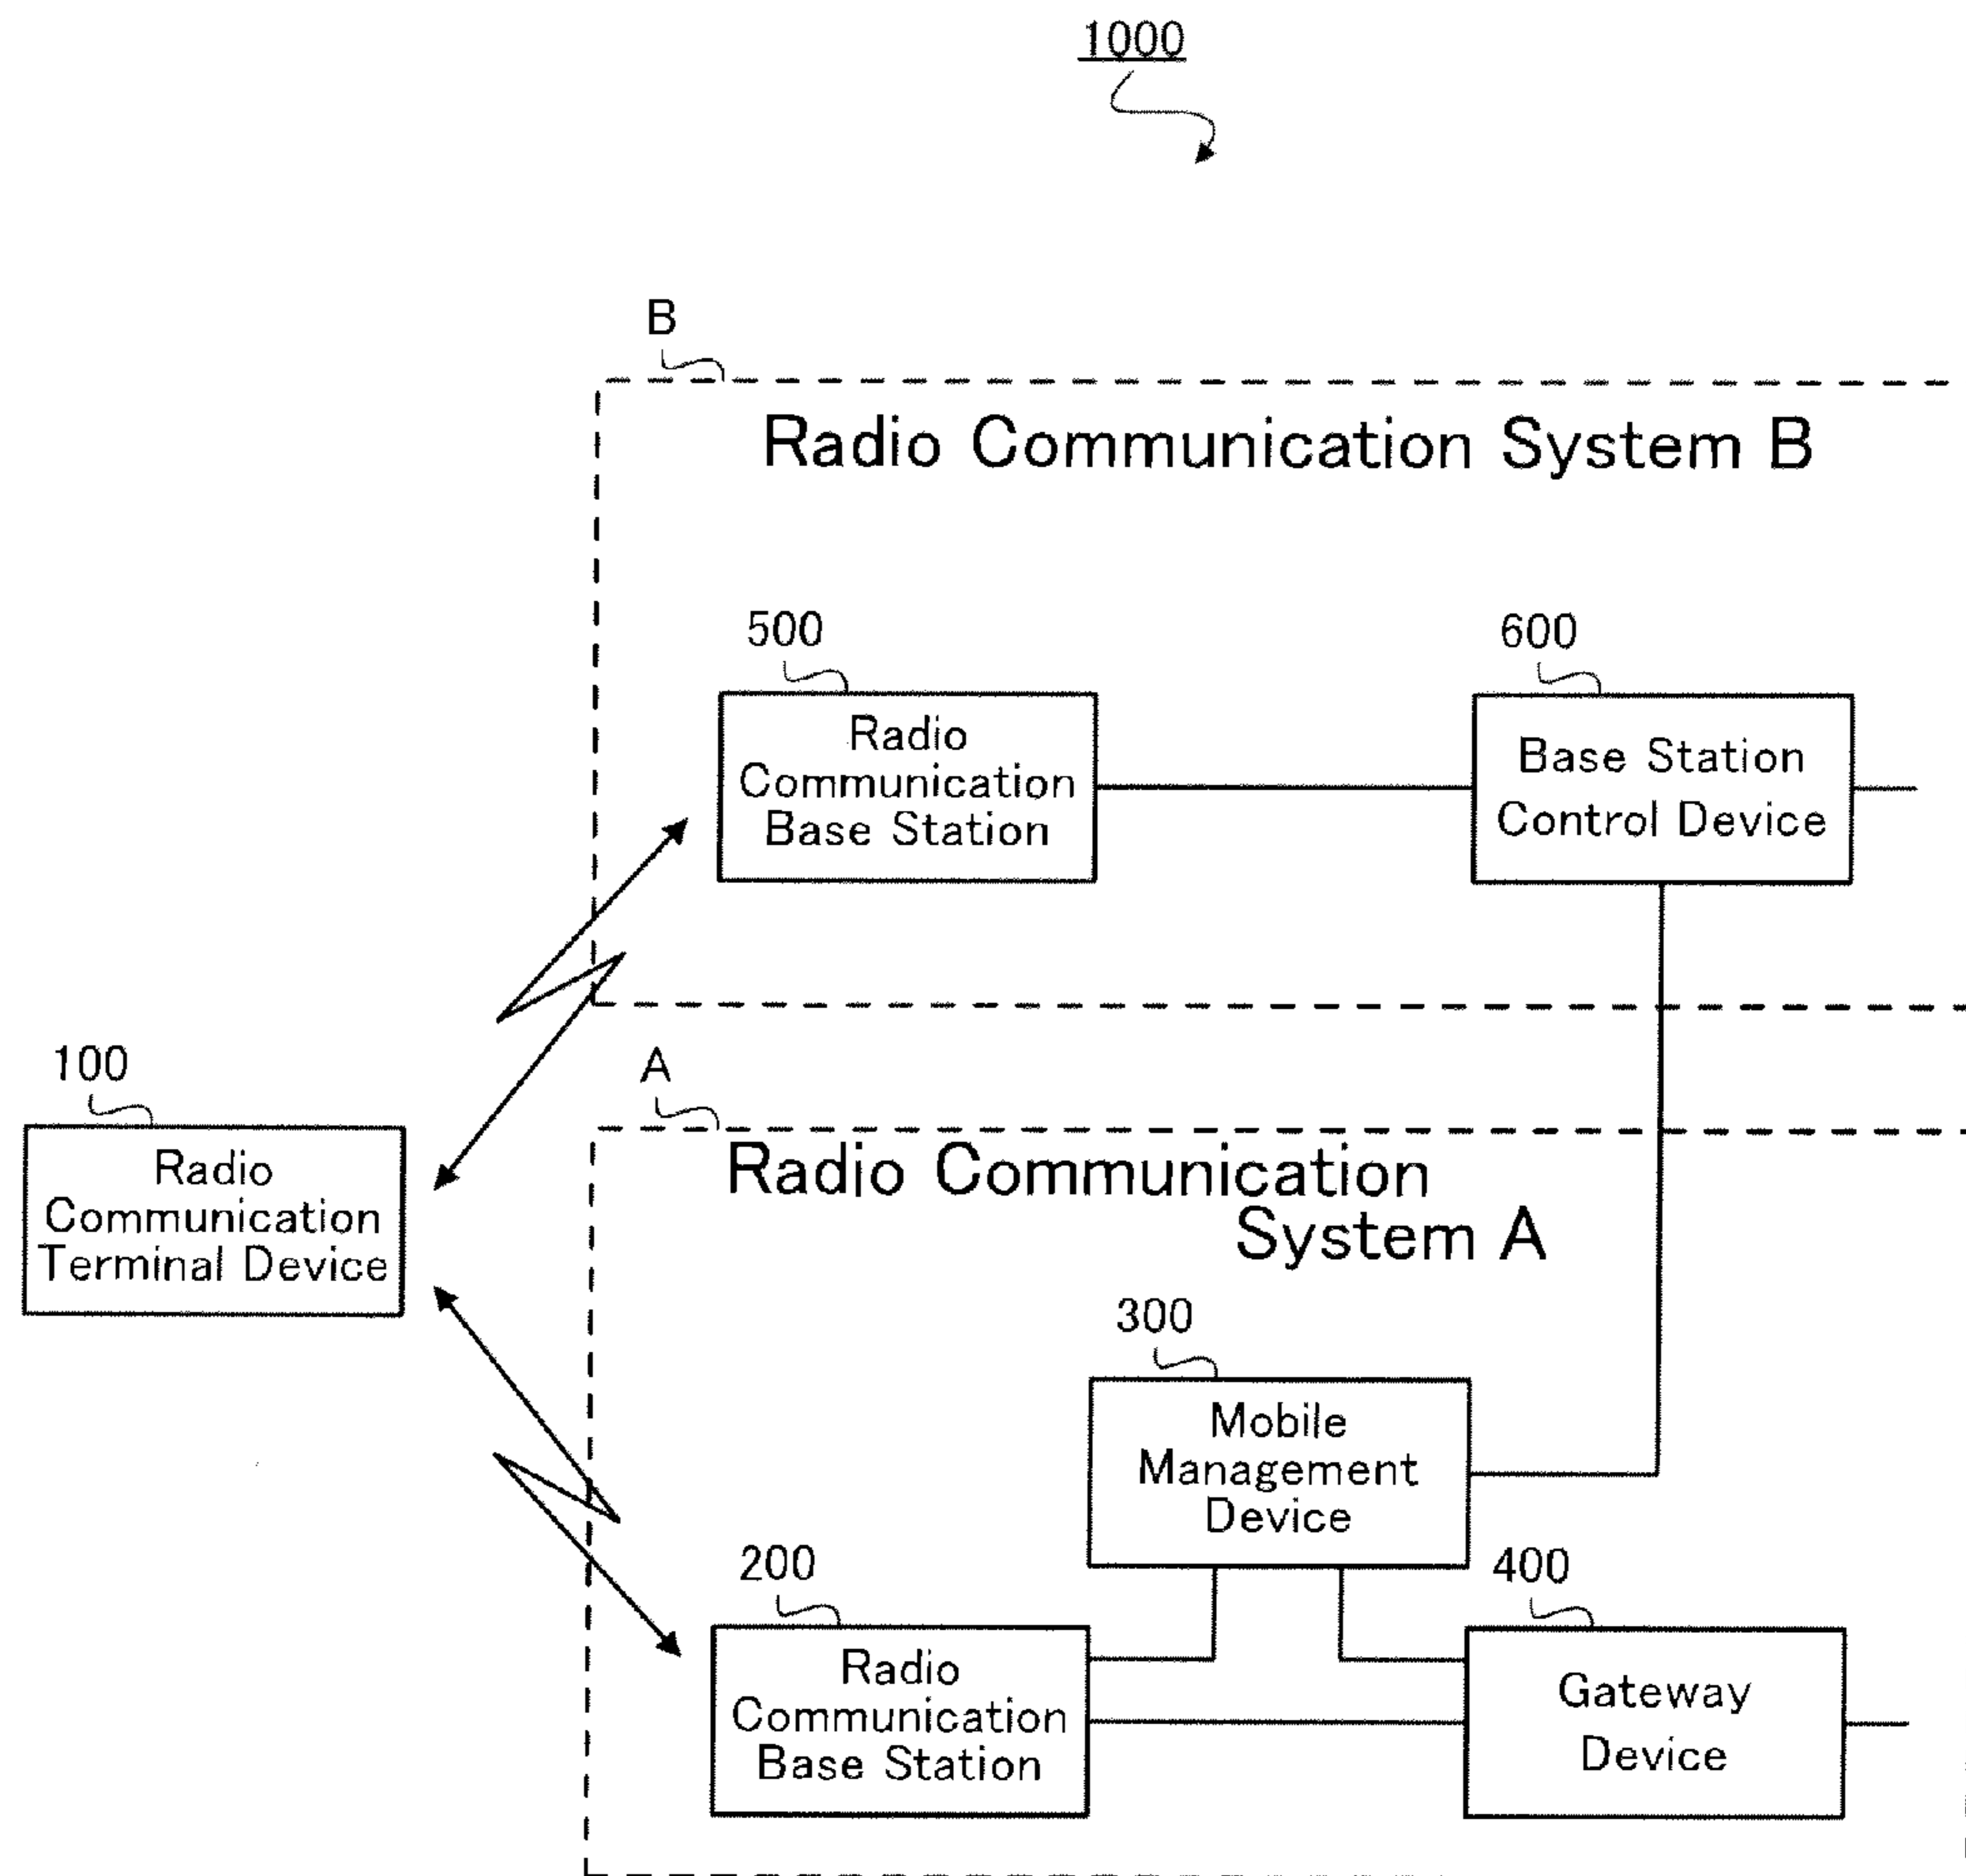 1000
B
Radio Communication System B
500
Radio
Communication
Base Station
600
Base Station
Control Device
100
Radio
Communication
Terminal Device
A
Radio Communication
System A
300
Mobile
Management
Device
200
Radio
Communication
Base Station
400
Gateway
Device